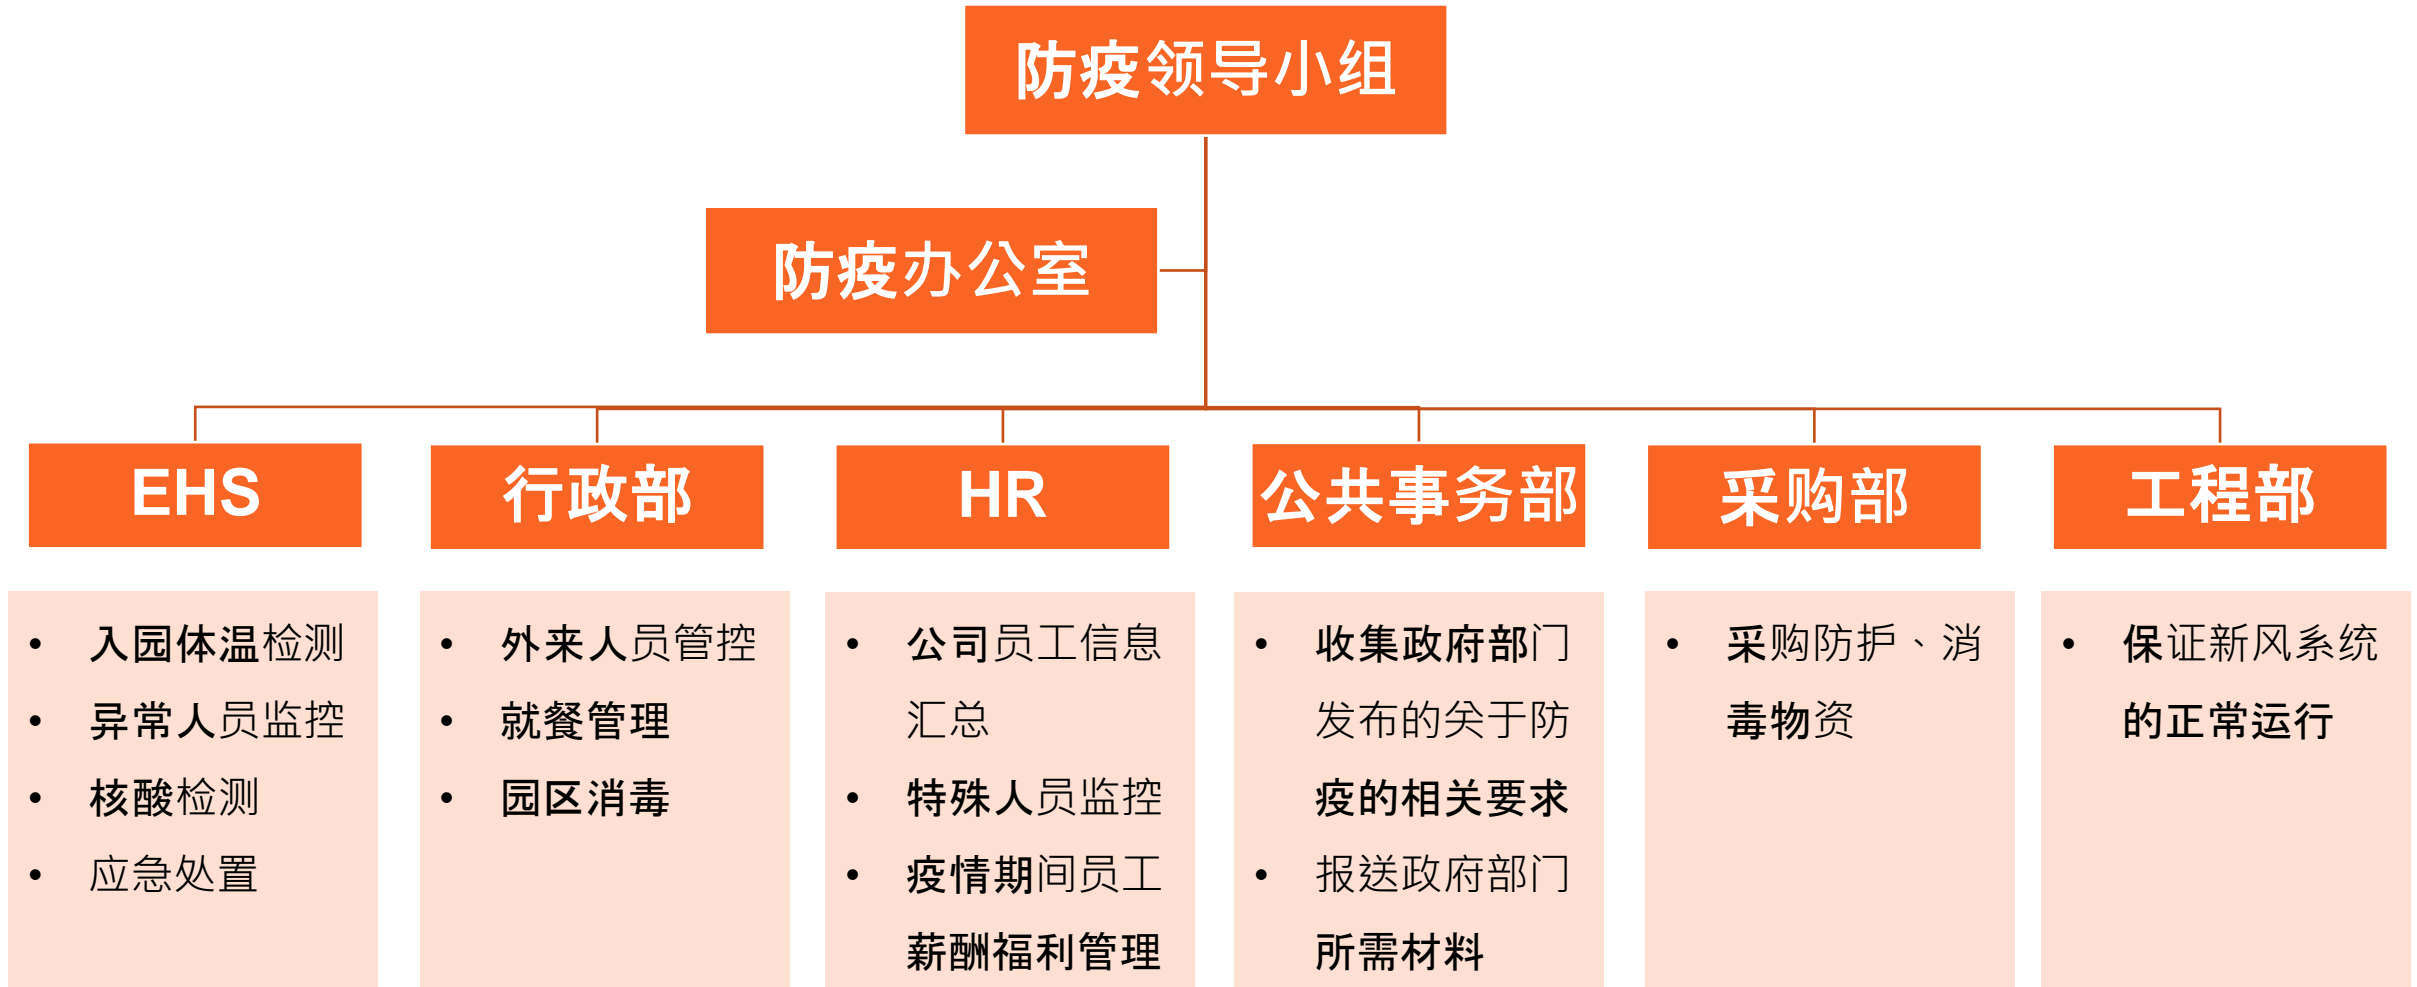 防疫领导小组
防疫办公室
EHS
行政部
HR
公共事务部
采购部
工程部
• 入园体温检测
• 异常人员监控
• 核酸检测
• 应急处置
• 外来人员管控
• 就餐管理
• 园区消毒
• 公司员工信息
汇总
• 特殊人员监控
• 疫情期间员工
薪酬福利管理
• 收集政府部门
发布的关于防
疫的相关要求
• 报送政府部门
所需材料
• 采购防护、消
毒物资
• 保证新风系统
的正常运行